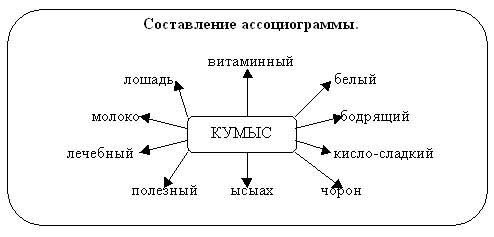 Составление ассоциограммы.
витаминный
лошадь
белый
молоко
бодрящий
КУМЫС
лечебный
кисло-сладкий
полезный
ысыах
чорон